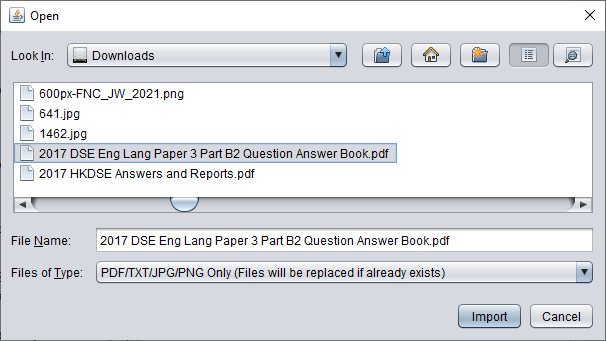 Open
Look In: Downloads
600px-FNC_JW_2021.png
641.jpg
1462.jpg
2017 DSE Eng Lang Paper 3 Part B2 Question Answer Book.pdf
2017 HKDSE Answers and Reports.pdf
File Name: 2017 DSE Eng Lang Paper 3 Part B2 Question Answer Book.pdf
Files of Type: PDF/TXT/JPG/PNG Only (Files will be replaced if already exists)
Import Cancel